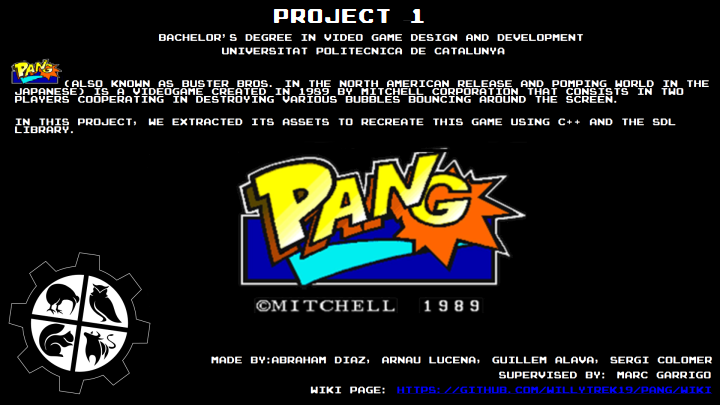 PROJECT 1
BACHELOR'S DEGREE IN VIDEO GAME DESIGN AND DEVELOPMENT
UNIVERSITAT POLITECNICA DE CATALUNYA
PANG (ALSO KNOWN AS BUSTER BROS. IN THE NORTH AMERICAN RELEASE AND POMPING WORLD IN THE
JAPANESE) IS A VIDEOGAME CREATED IN 1989 BY MITCHELL CORPORATION THAT CONSISTS IN TWO
PLAYERS COOPERATING IN DESTROYING VARIOUS BUBBLES BOUNCING AROUND THE SCREEN.
IN THIS PROJECT, WE EXTRACTED ITS ASSETS TO RECREATE THIS GAME USING C++ AND THE SDL
LIBRARY.
PANG
©MITCHELL 1989
MADE BY:ABRAHAM DIAZ, ARNAU LUCENA, GUILLEM ALAVA, SERGI COLOMER
SUPERVISED BY: MARC GARRIGO
WIKI PAGE: HTTPS://GITHUB.COM/WILLYTREK19/PANG/WIKI